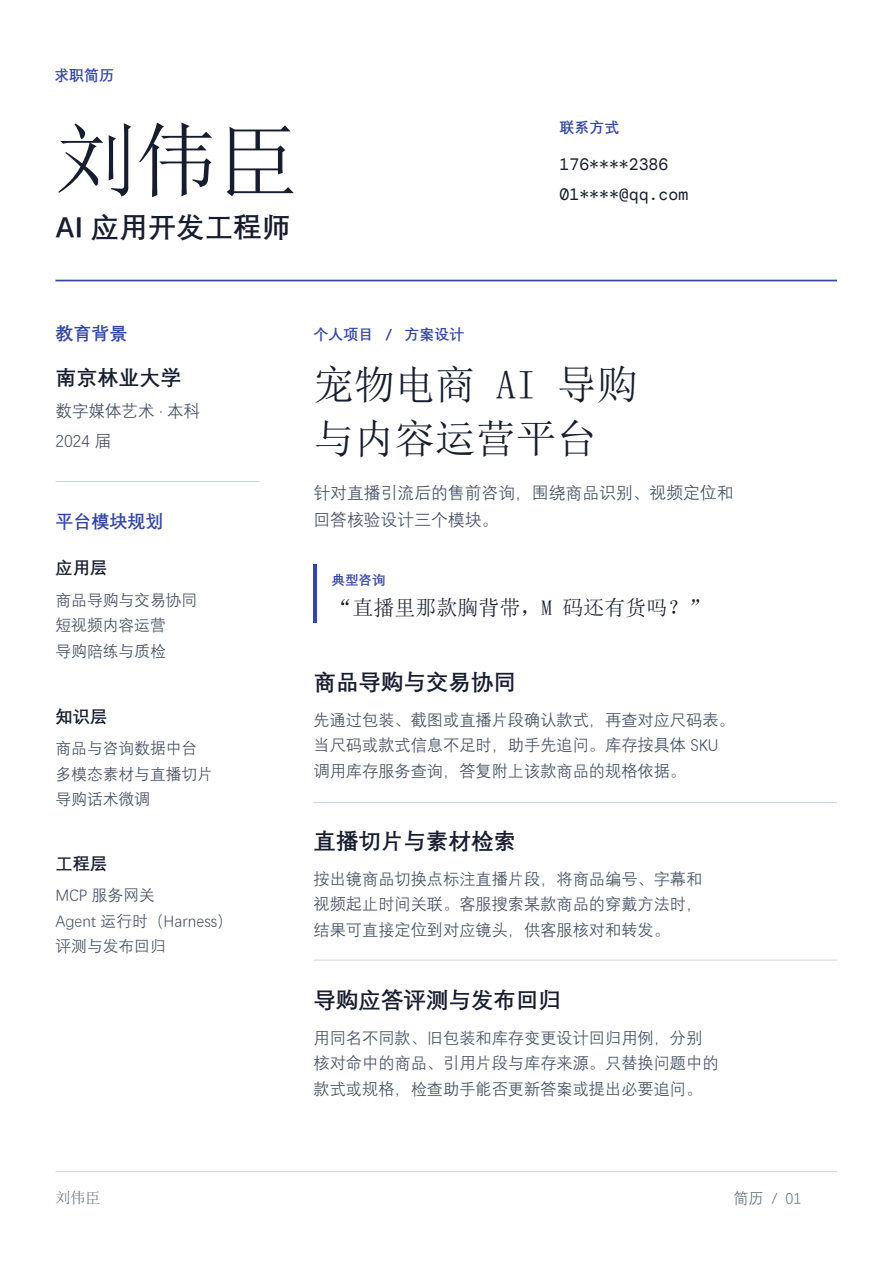 求职简历
刘伟臣
AI 应用开发工程师
联系方式
176****2386
01****@qq.com
教育背景
南京林业大学
数字媒体艺术 · 本科
2024 届
平台模块规划
应用层
商品导购与交易协同
短视频内容运营
导购陪练与质检
知识层
商品与咨询数据中台
多模态素材与直播切片
导购话术微调
工程层
MCP 服务网关
Agent 运行时（Harness）
评测与发布回归
个人项目 / 方案设计
宠物电商 AI 导购
与内容运营平台
针对直播引流后的售前咨询，围绕商品识别、视频定位和
回答核验设计三个模块。
典型咨询
“直播里那款胸背带，M 码还有货吗？”
商品导购与交易协同
先通过包装、截图或直播片段确认款式，再查对应尺码表。
当尺码或款式信息不足时，助手先追问。库存按具体 SKU
调用库存服务查询，答复附上该款商品的规格依据。
直播切片与素材检索
按出镜商品切换点标注直播片段，将商品编号、字幕和
视频起止时间关联。客服搜索某款商品的穿戴方法时，
结果可直接定位到对应镜头，供客服核对和转发。
导购应答评测与发布回归
用同名不同款、旧包装和库存变更设计回归用例，分别
核对命中的商品、引用片段与库存来源。只替换问题中的
款式或规格，检查助手能否更新答案或提出必要追问。
刘伟臣
简历 / 01